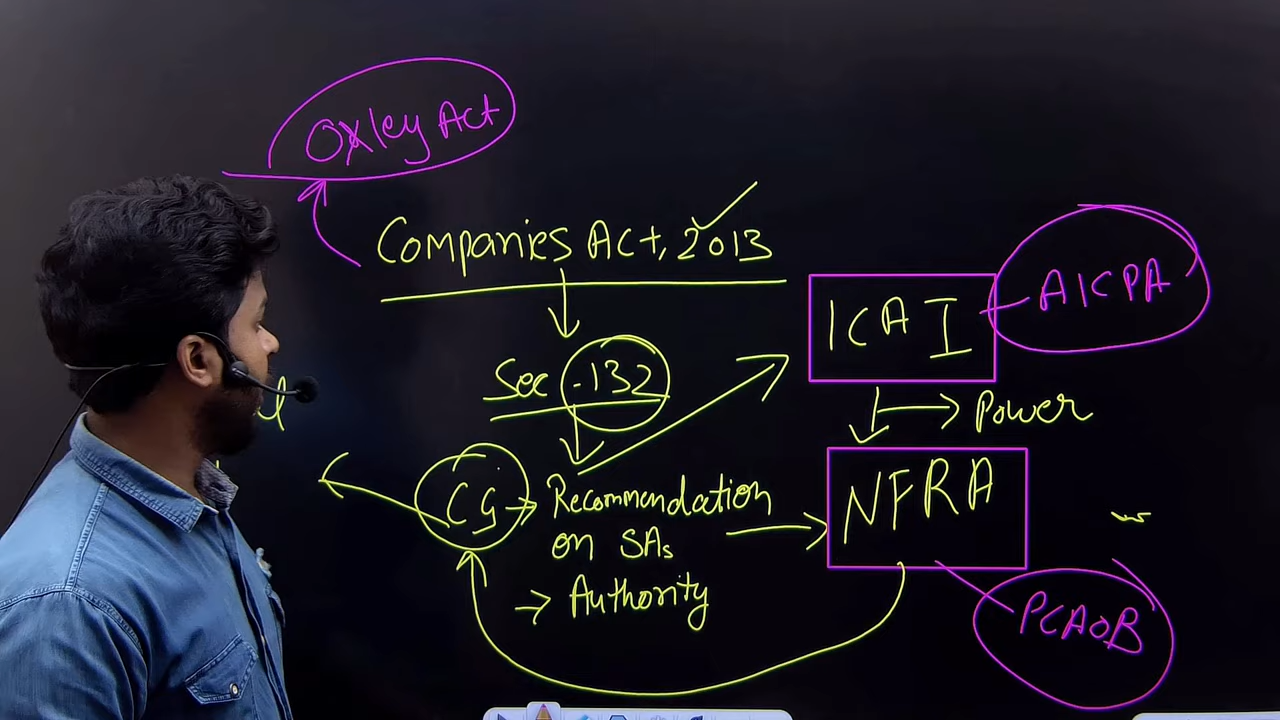 Oxley Act
Companies Act, 2013
ICAI
AICPA
Sec -132
Power
CG → Recommendation
on SAs
→ Authority
NFRA
PCAOB